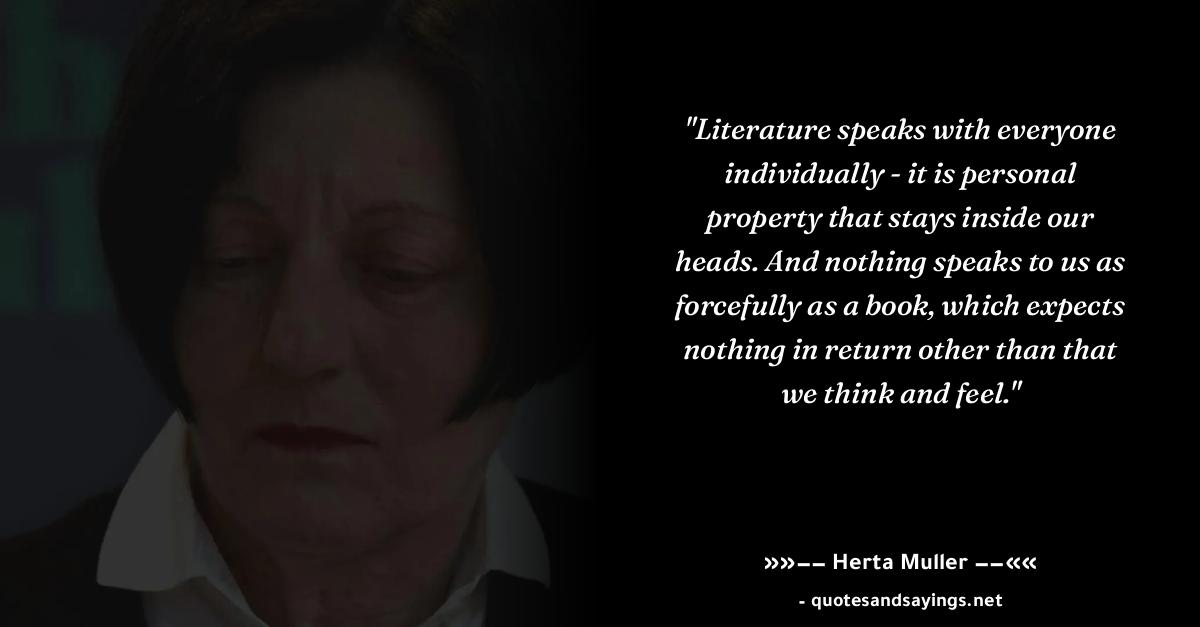 "Literature speaks with everyone
individually - it is personal
property that stays inside our
heads. And nothing speaks to us as
forcefully as a book, which expects
nothing in return other than that
we think and feel."
»»–– Herta Muller ––««
- quotesandsayings.net